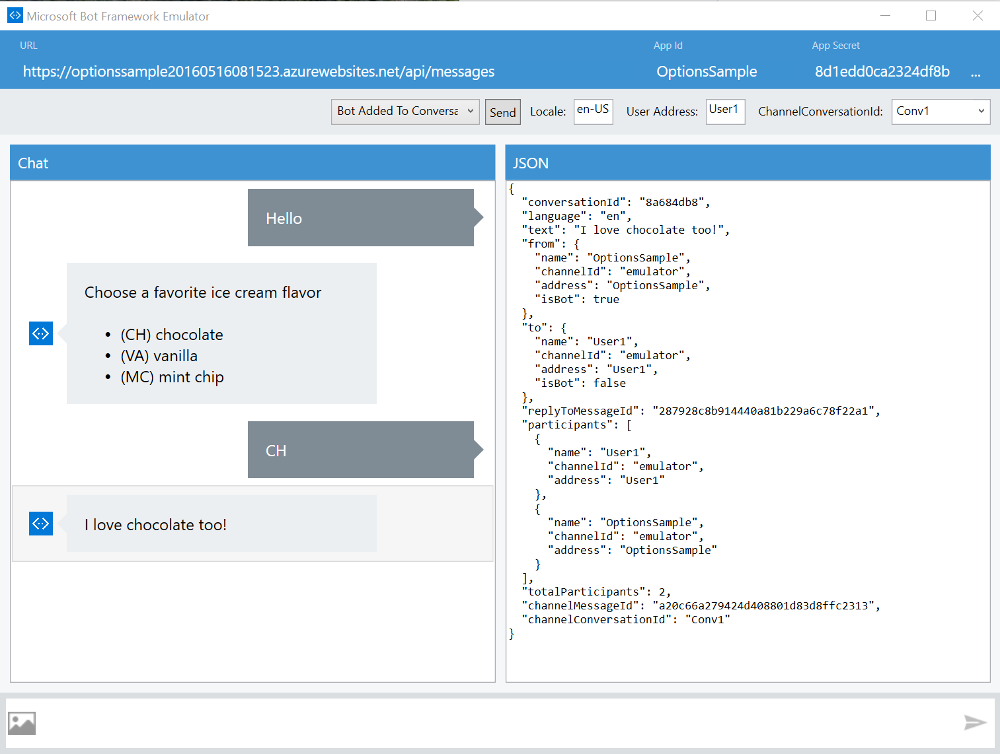 Microsoft Bot Framework Emulator
URL
App Id
App Secret
https://optionssample20160516081523.azurewebsites.net/api/messages
OptionsSample
8d1edd0ca2324df8b
...
Bot Added To Conversa
Send
Locale:
en-US
User Address:
User1
ChannelConversationId:
Conv1
Chat
Hello
Choose a favorite ice cream flavor
• (CH) chocolate
• (VA) vanilla
• (MC) mint chip
CH
I love chocolate too!
JSON
{
  "conversationId": "8a684db8",
  "language": "en",
  "text": "I love chocolate too!",
  "from": {
    "name": "OptionsSample",
    "channelId": "emulator",
    "address": "OptionsSample",
    "isBot": true
  },
  "to": {
    "name": "User1",
    "channelId": "emulator",
    "address": "User1",
    "isBot": false
  },
  "replyToMessageId": "287928c8b914440a81b229a6c78f22a1",
  "participants": [
    {
      "name": "User1",
      "channelId": "emulator",
      "address": "User1"
    },
    {
      "name": "OptionsSample",
      "channelId": "emulator",
      "address": "OptionsSample"
    }
  ],
  "totalParticipants": 2,
  "channelMessageId": "a20c66a279424d408801d83d8ffc2313",
  "channelConversationId": "Conv1"
}